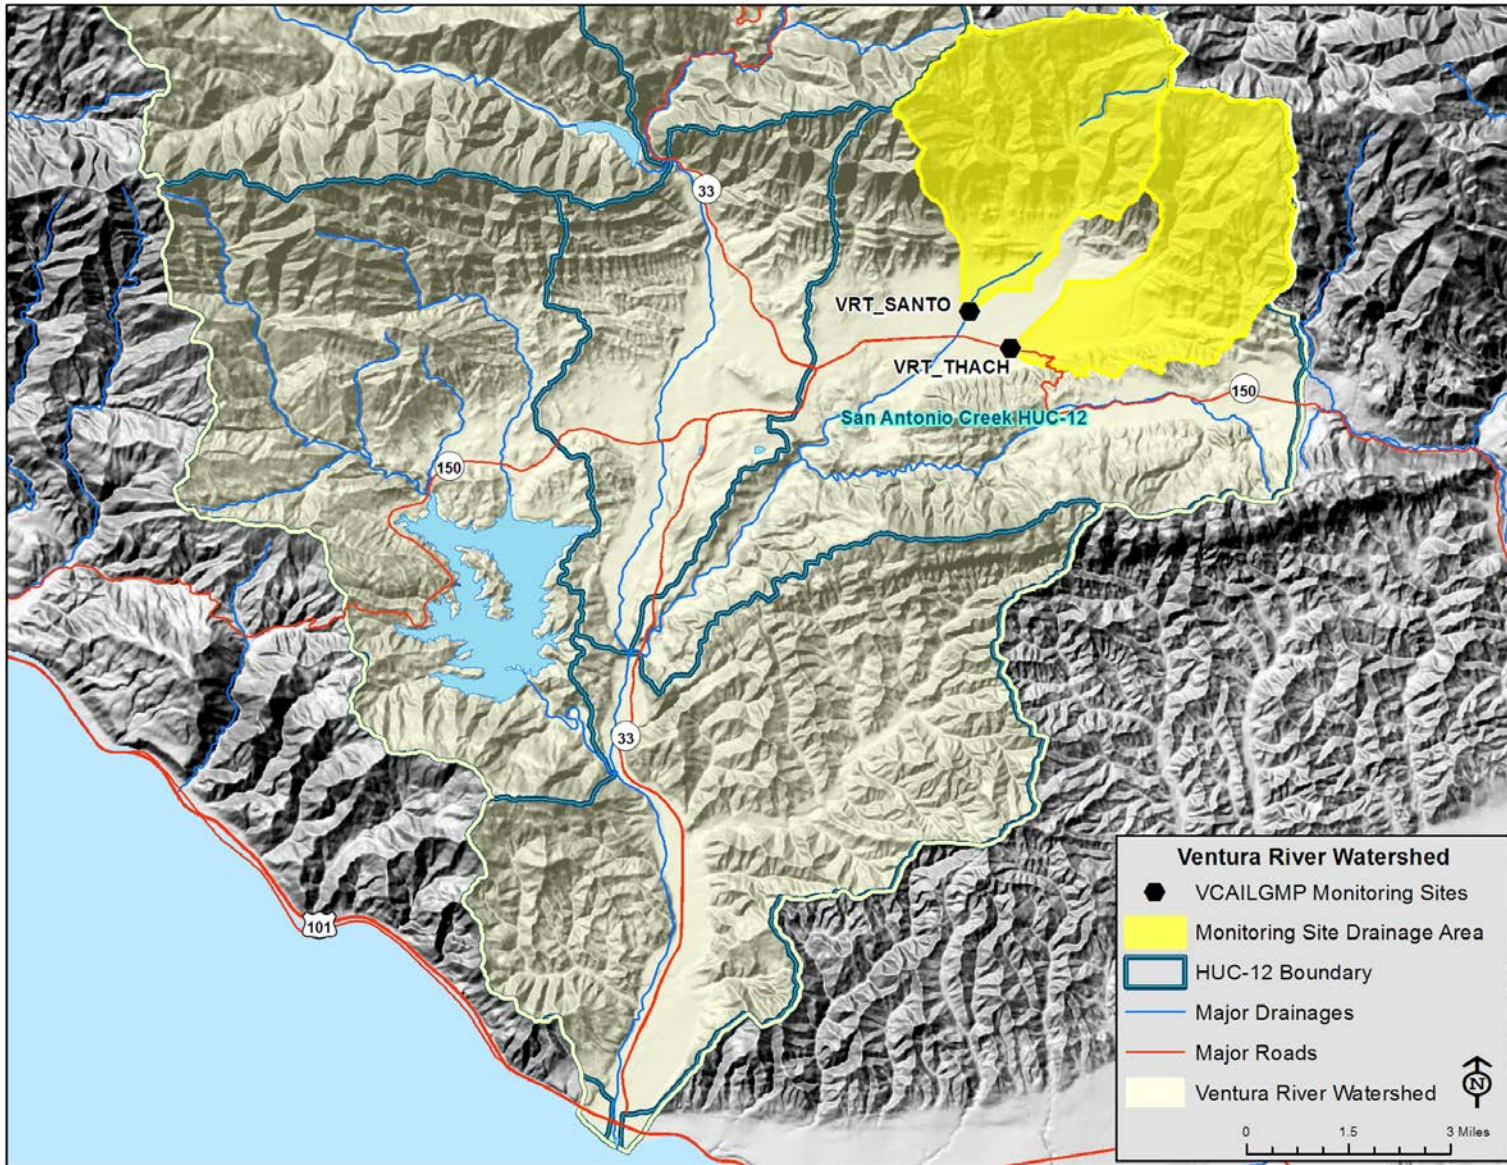 33
VRT_SANTO
VRT_THACH
150
San Antonio Creek HUC-12
150
33
101
Ventura River Watershed
VCAILGMP Monitoring Sites
Monitoring Site Drainage Area
HUC-12 Boundary
Major Drainages
Major Roads
Ventura River Watershed
N
0 1.5 3 Miles